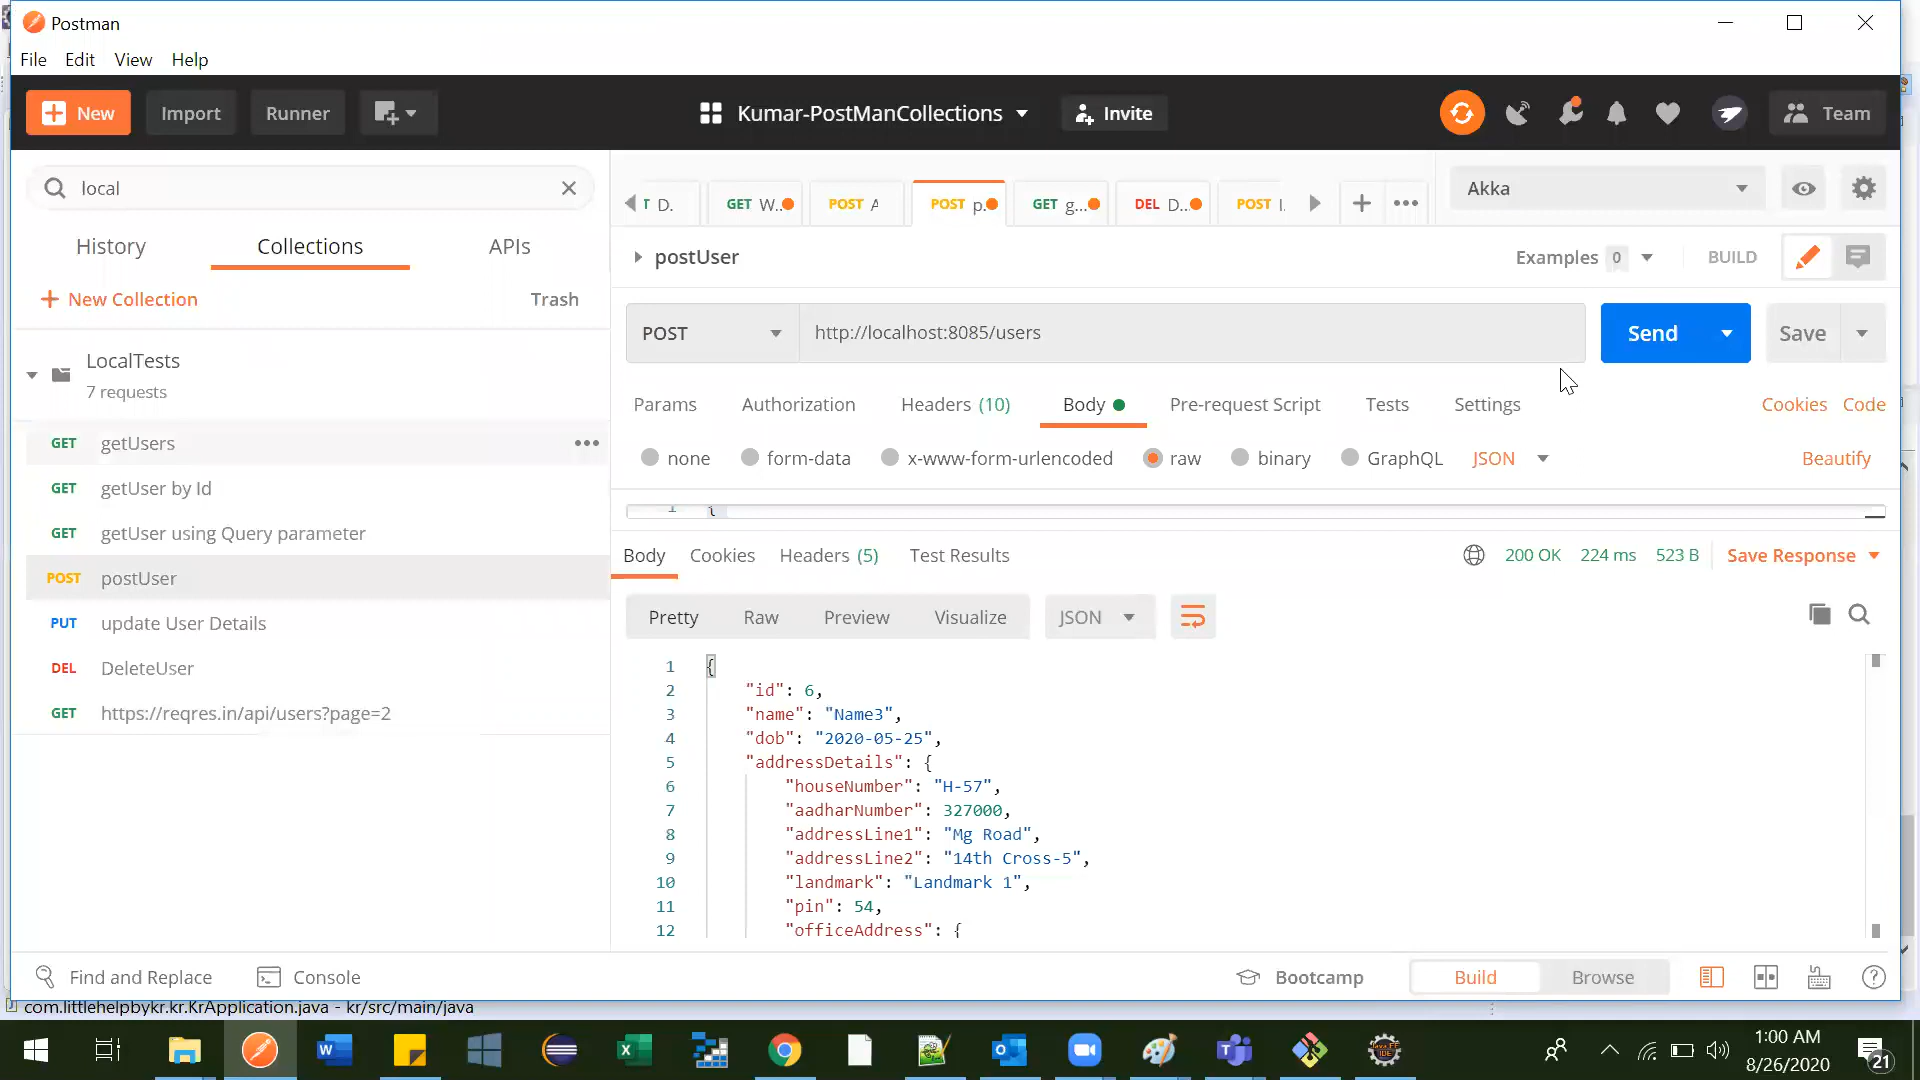 Postman
File Edit View Help
New Import Runner Kumar-PostManCollections Invite Team
local
T D. GET W.. POST A POST p. GET g... DEL D... POST I. Akka
History Collections APIs
postUser Examples 0 BUILD
New Collection Trash
POST http://localhost:8085/users Send Save
LocalTests
7 requests
Params Authorization Headers (10) Body Pre-request Script Tests Settings Cookies Code
GET getUsers
none form-data x-www-form-urlencoded raw binary GraphQL JSON Beautify
GET getUser by Id
1 {
GET getUser using Query parameter
Body Cookies Headers (5) Test Results 200 OK 224 ms 523 B Save Response
POST postUser
PUT update User Details
Pretty Raw Preview Visualize JSON
DEL DeleteUser
GET https://reqres.in/api/users?page=2
1 {
2 "id": 6,
3 "name": "Name3",
4 "dob": "2020-05-25",
5 "addressDetails": {
6 "houseNumber": "H-57",
7 "aadharNumber": 327000,
8 "addressLine1": "Mg Road",
9 "addressLine2": "14th Cross-5",
10 "landmark": "Landmark 1",
11 "pin": 54,
12 "officeAddress": {
Find and Replace Console Bootcamp Build Browse
com.littlehelpbykr.kr.KrApplication.java - kr/src/main/java
1:00 AM
8/26/2020
21